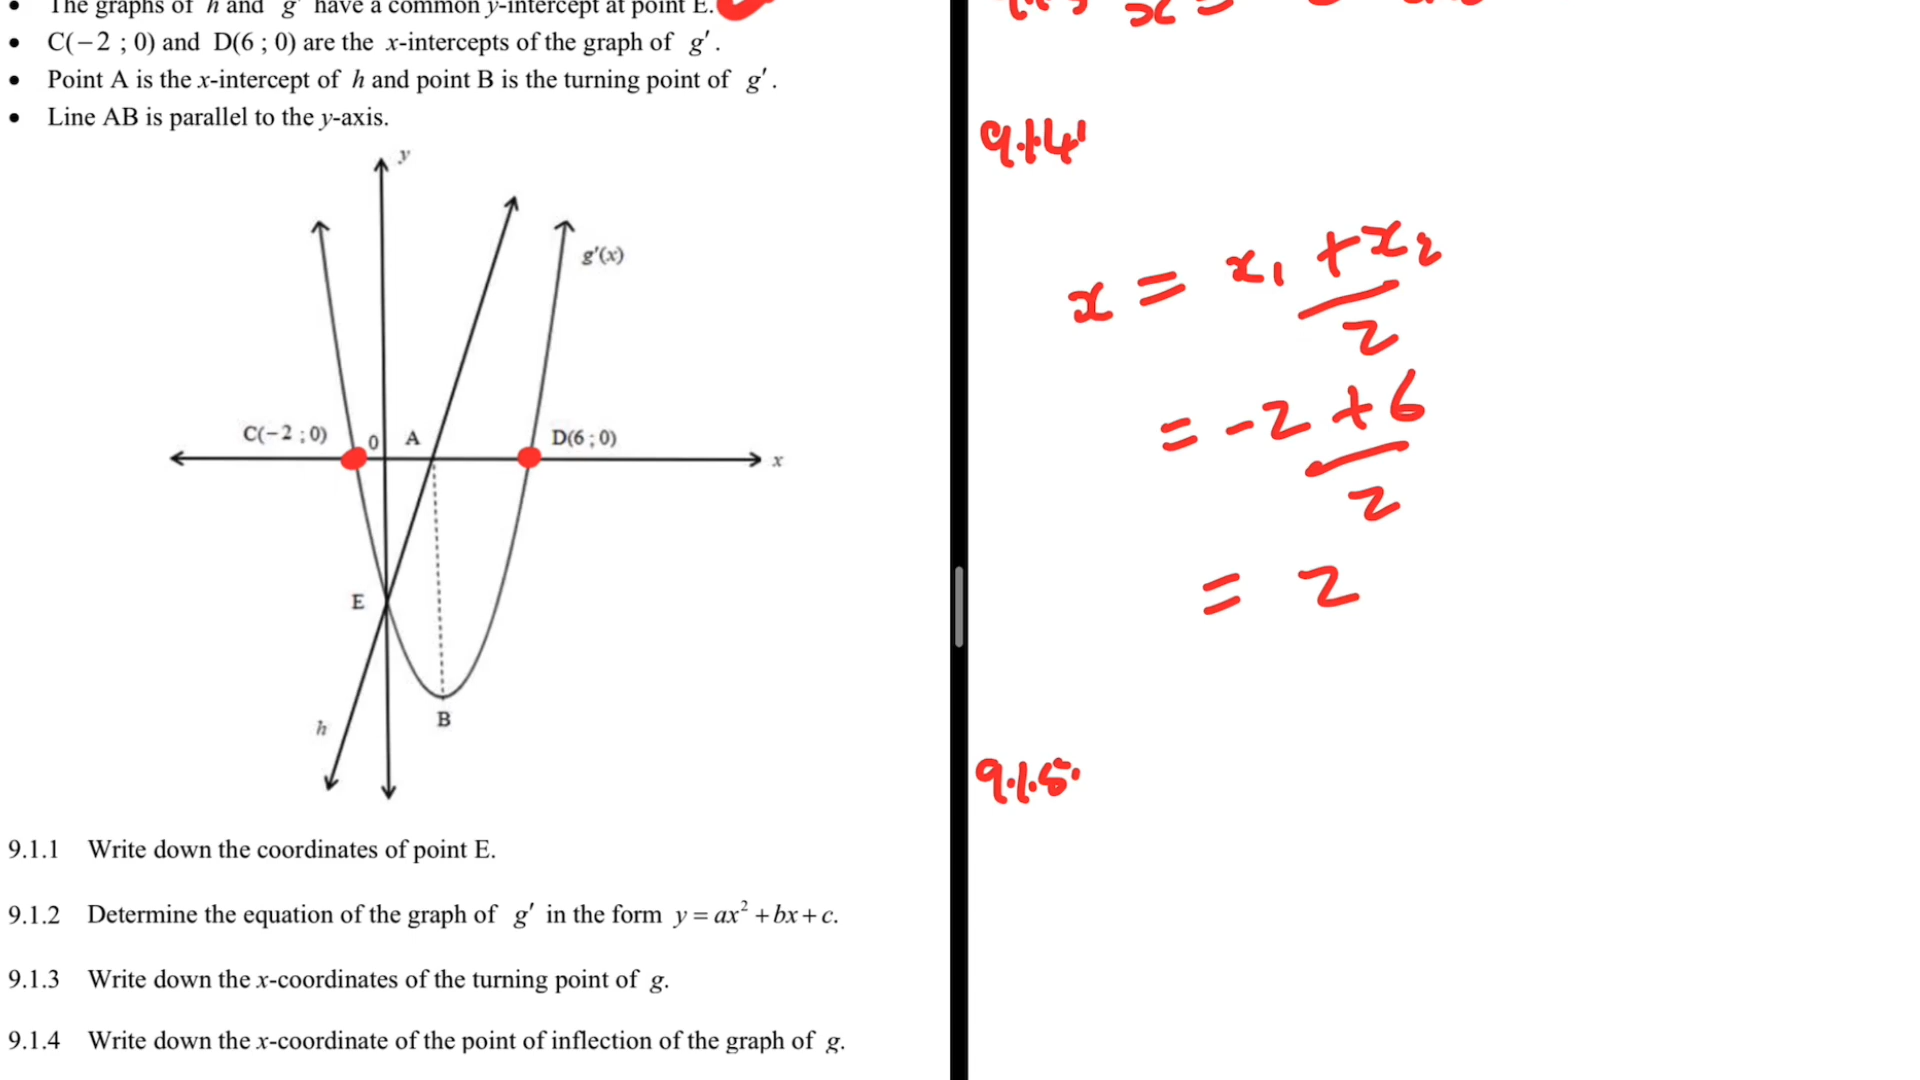 The graphs of h and g' have a common y-intercept at point E.
C(−2 ; 0) and D(6 ; 0) are the x-intercepts of the graph of g'.
Point A is the x-intercept of h and point B is the turning point of g'.
Line AB is parallel to the y-axis.
y
g'(x)
C(−2 ; 0)
0
A
D(6 ; 0)
x
E
B
h
9.1.1 Write down the coordinates of point E.
9.1.2 Determine the equation of the graph of g' in the form y = ax² + bx + c.
9.1.3 Write down the x-coordinates of the turning point of g.
9.1.4 Write down the x-coordinate of the point of inflection of the graph of g.
x =
9.1.4
x = x₁ + x₂
2
= -2 + 6
2
= 2
9.1.5.